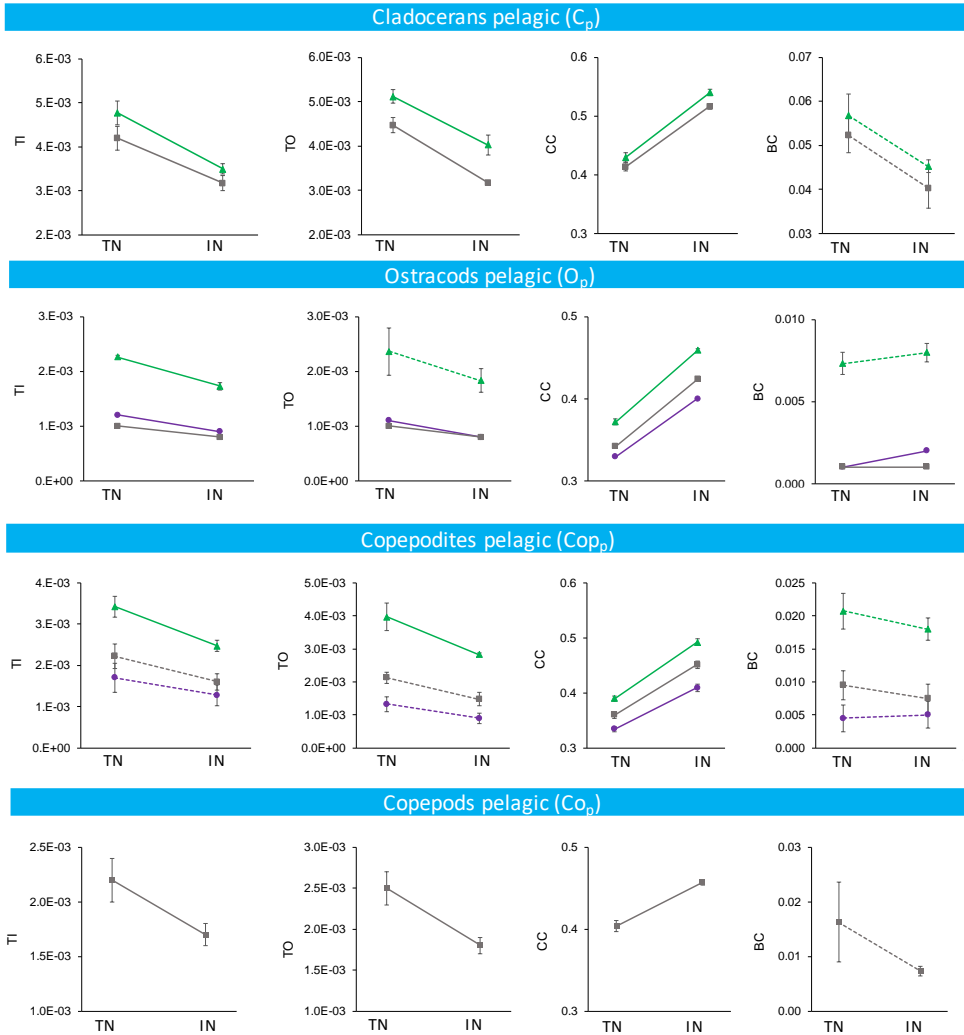 Cladocerans pelagic (Cp)
6.0E-03
5.0E-03
4.0E-03
3.0E-03
2.0E-03
TI
TN IN
6.0E-03
5.0E-03
4.0E-03
3.0E-03
2.0E-03
TO
TN IN
0.6
0.5
0.4
0.3
CC
TN IN
0.07
0.06
0.05
0.04
0.03
BC
TN IN
Ostracods pelagic (Op)
3.E-03
2.E-03
1.E-03
0.E+00
TI
TN IN
3.0E-03
2.0E-03
1.0E-03
0.0E+00
TO
TN IN
0.5
0.4
0.3
CC
TN IN
0.010
0.005
0.000
BC
TN IN
Copepodites pelagic (Copp)
4.E-03
3.E-03
2.E-03
1.E-03
0.E+00
TI
TN IN
5.0E-03
4.0E-03
3.0E-03
2.0E-03
1.0E-03
0.0E+00
TO
TN IN
0.6
0.5
0.4
0.3
CC
TN IN
0.025
0.020
0.015
0.010
0.005
0.000
BC
TN IN
Copepods pelagic (Cop)
2.5E-03
2.0E-03
1.5E-03
1.0E-03
TI
TN IN
3.0E-03
2.5E-03
2.0E-03
1.5E-03
1.0E-03
TO
TN IN
0.5
0.4
0.3
CC
TN IN
0.03
0.02
0.01
0.00
BC
TN IN